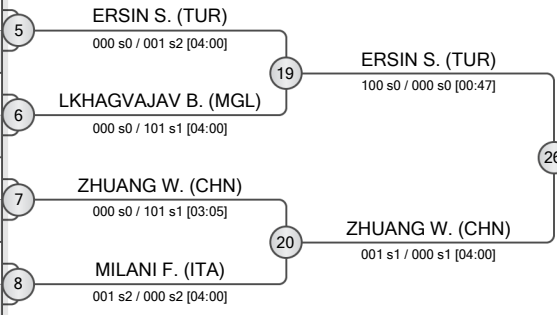 5
ERSIN S. (TUR)
000 s0 / 001 s2 [04:00]
19
ERSIN S. (TUR)
100 s0 / 000 s0 [00:47]
6
LKHAGVAJAV B. (MGL)
000 s0 / 101 s1 [04:00]
26
7
ZHUANG W. (CHN)
000 s0 / 101 s1 [03:05]
20
ZHUANG W. (CHN)
001 s1 / 000 s1 [04:00]
8
MILANI F. (ITA)
001 s2 / 000 s2 [04:00]